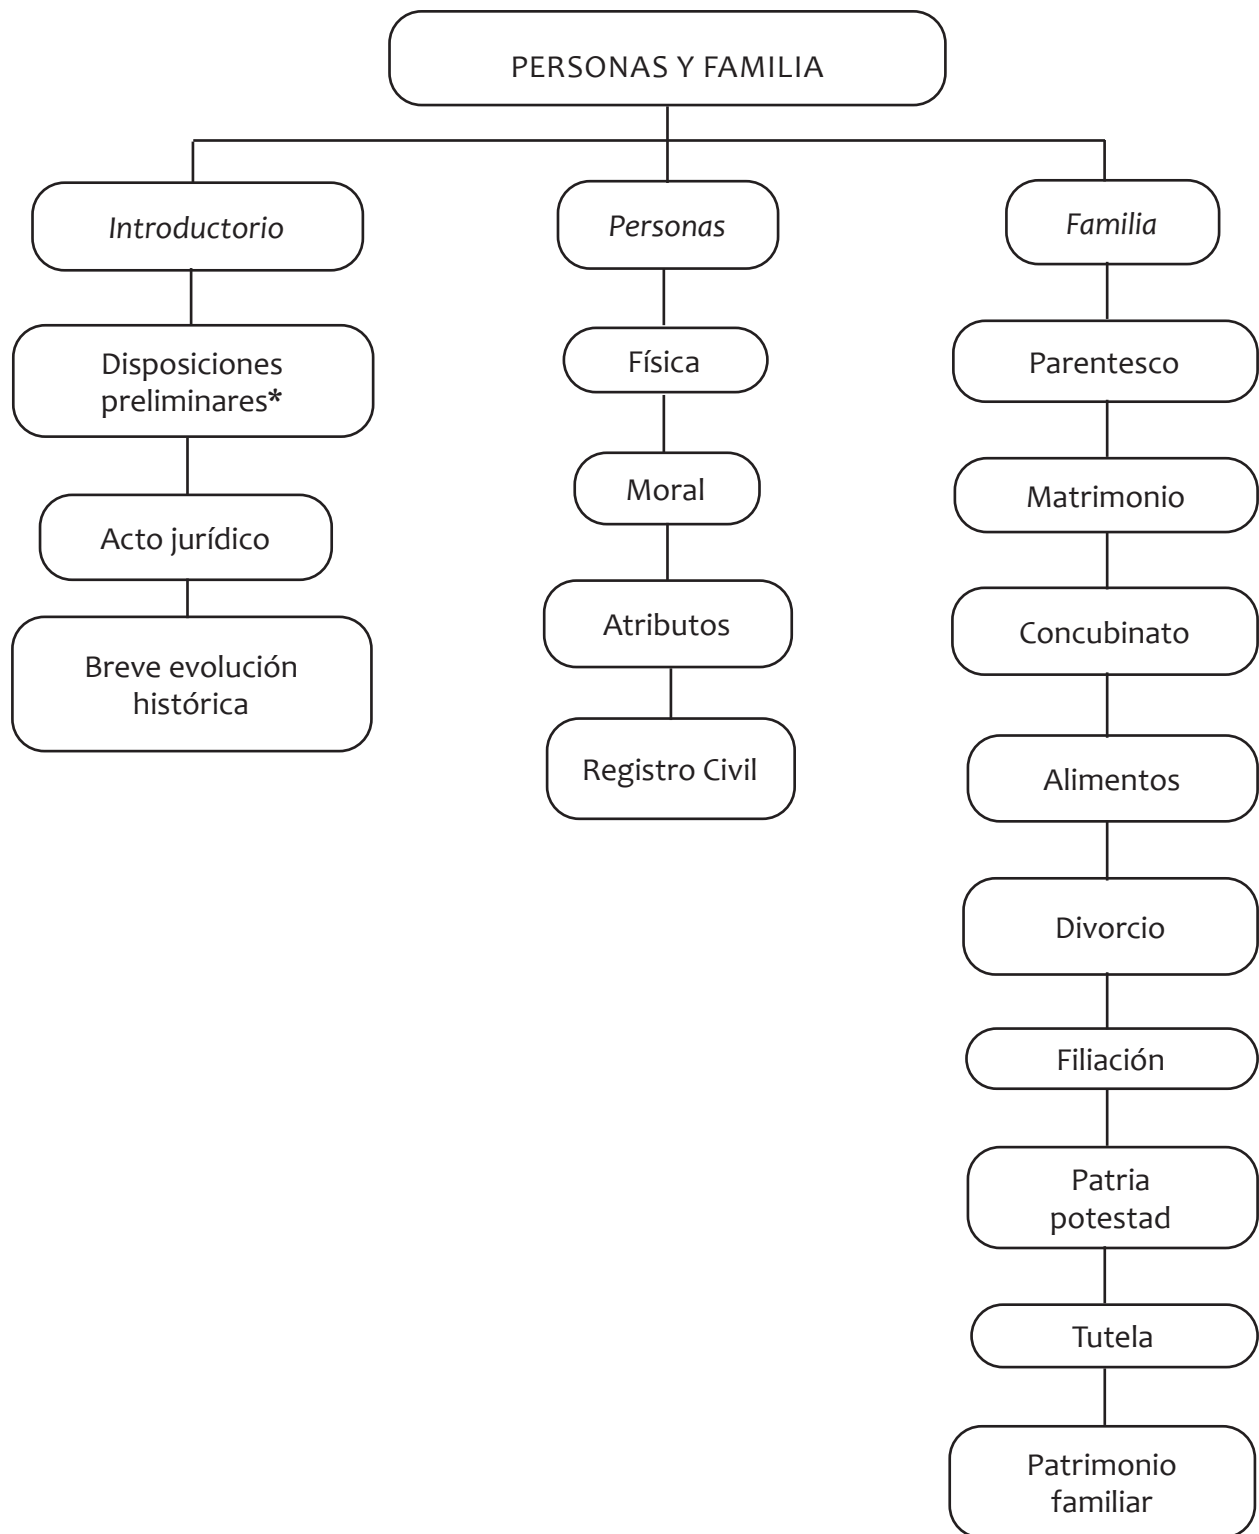 PERSONAS Y FAMILIA
Introductorio
Disposiciones
preliminares*
Acto jurídico
Breve evolución
histórica
Personas
Física
Moral
Atributos
Registro Civil
Familia
Parentesco
Matrimonio
Concubinato
Alimentos
Divorcio
Filiación
Patria
potestad
Tutela
Patrimonio
familiar